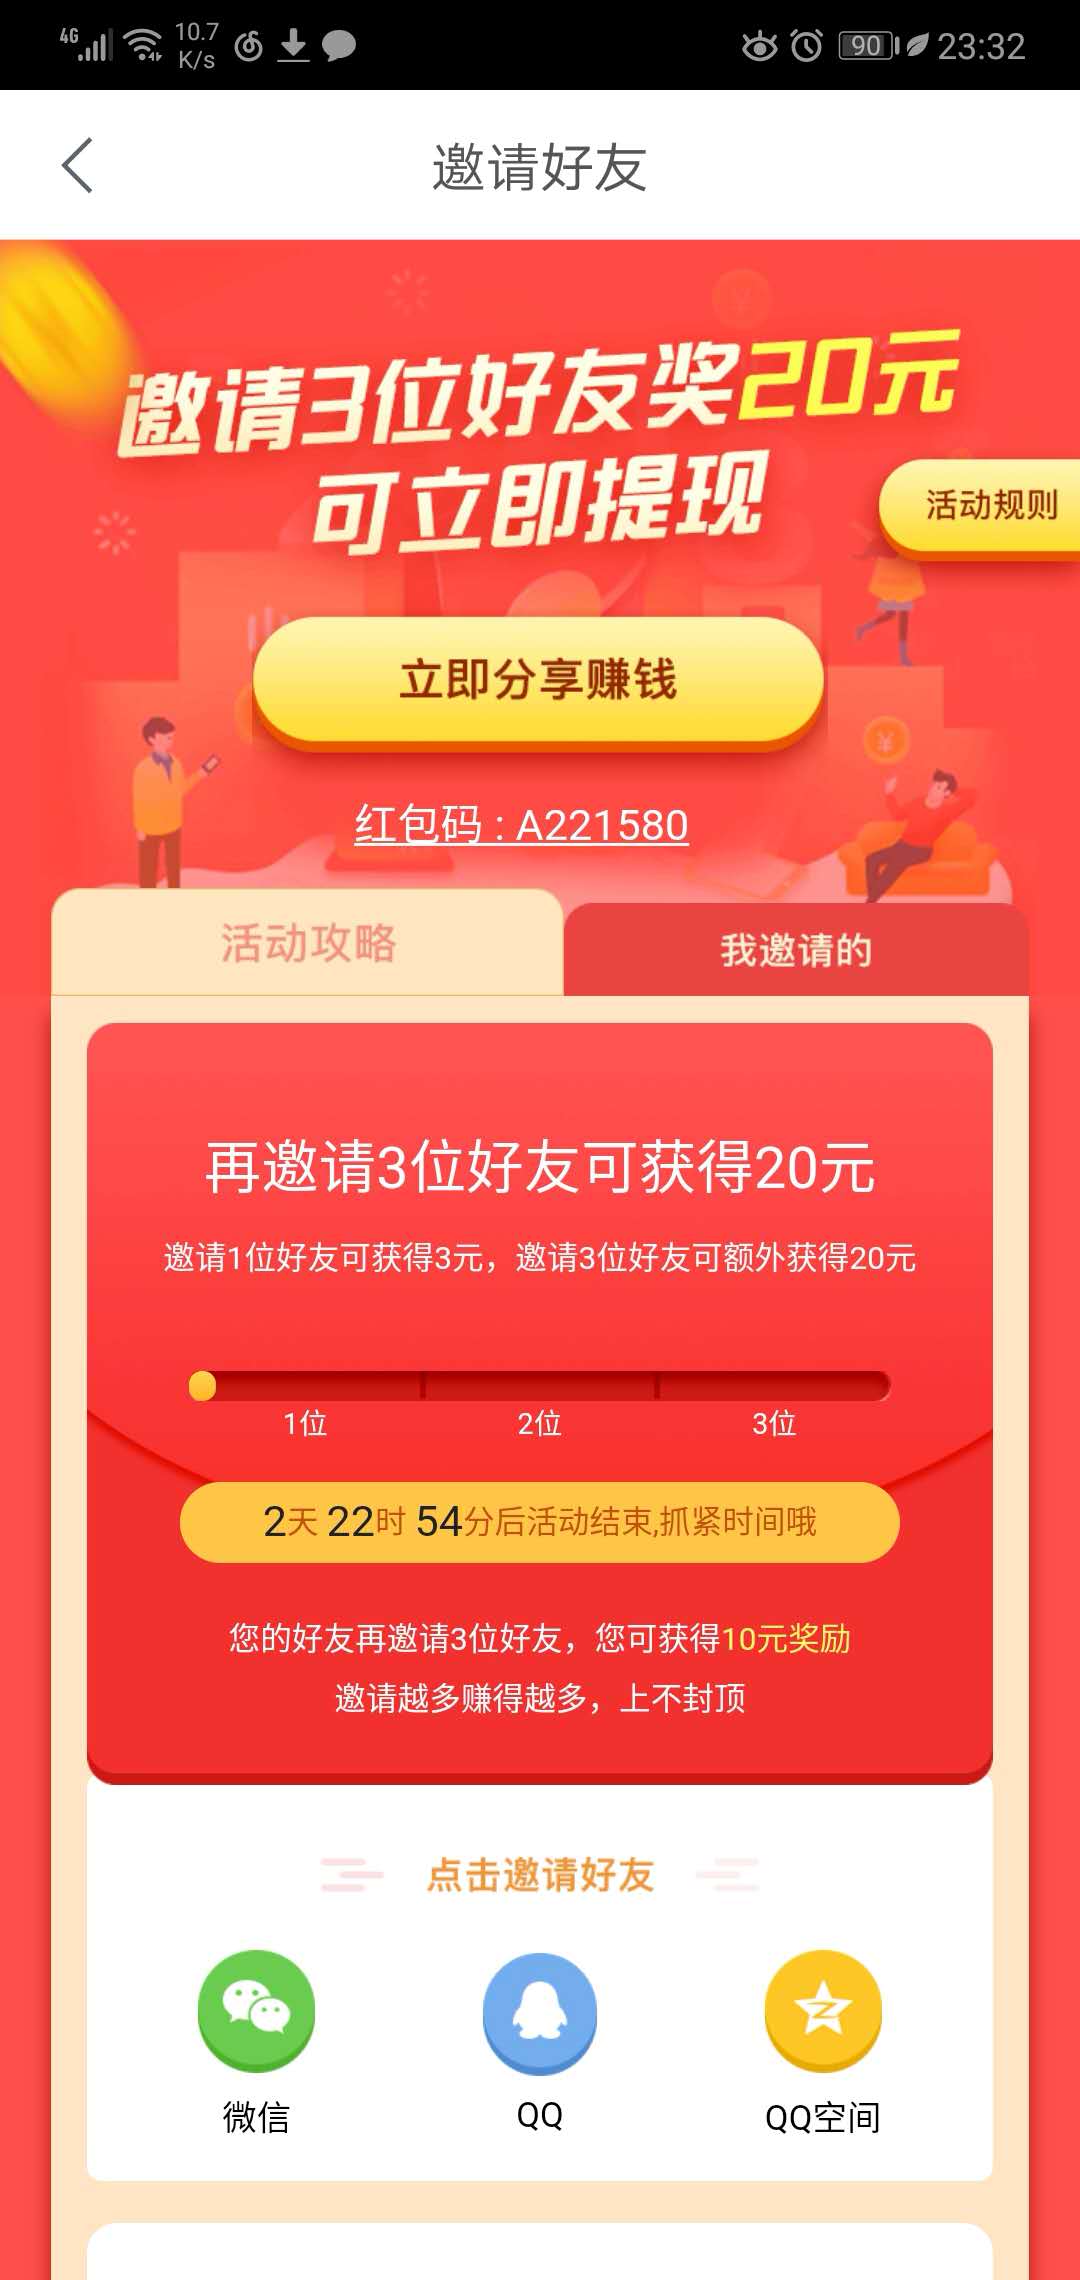 4G
10.7
K/s
90
23:32
邀请好友
邀请3位好友奖20元
可立即提现
活动规则
立即分享赚钱
红包码 : A221580
活动攻略
我邀请的
再邀请3位好友可获得20元
邀请1位好友可获得3元，邀请3位好友可额外获得20元
1位
2位
3位
2天 22时 54分后活动结束,抓紧时间哦
您的好友再邀请3位好友，您可获得10元奖励
邀请越多赚得越多，上不封顶
点击邀请好友
微信
QQ
QQ空间